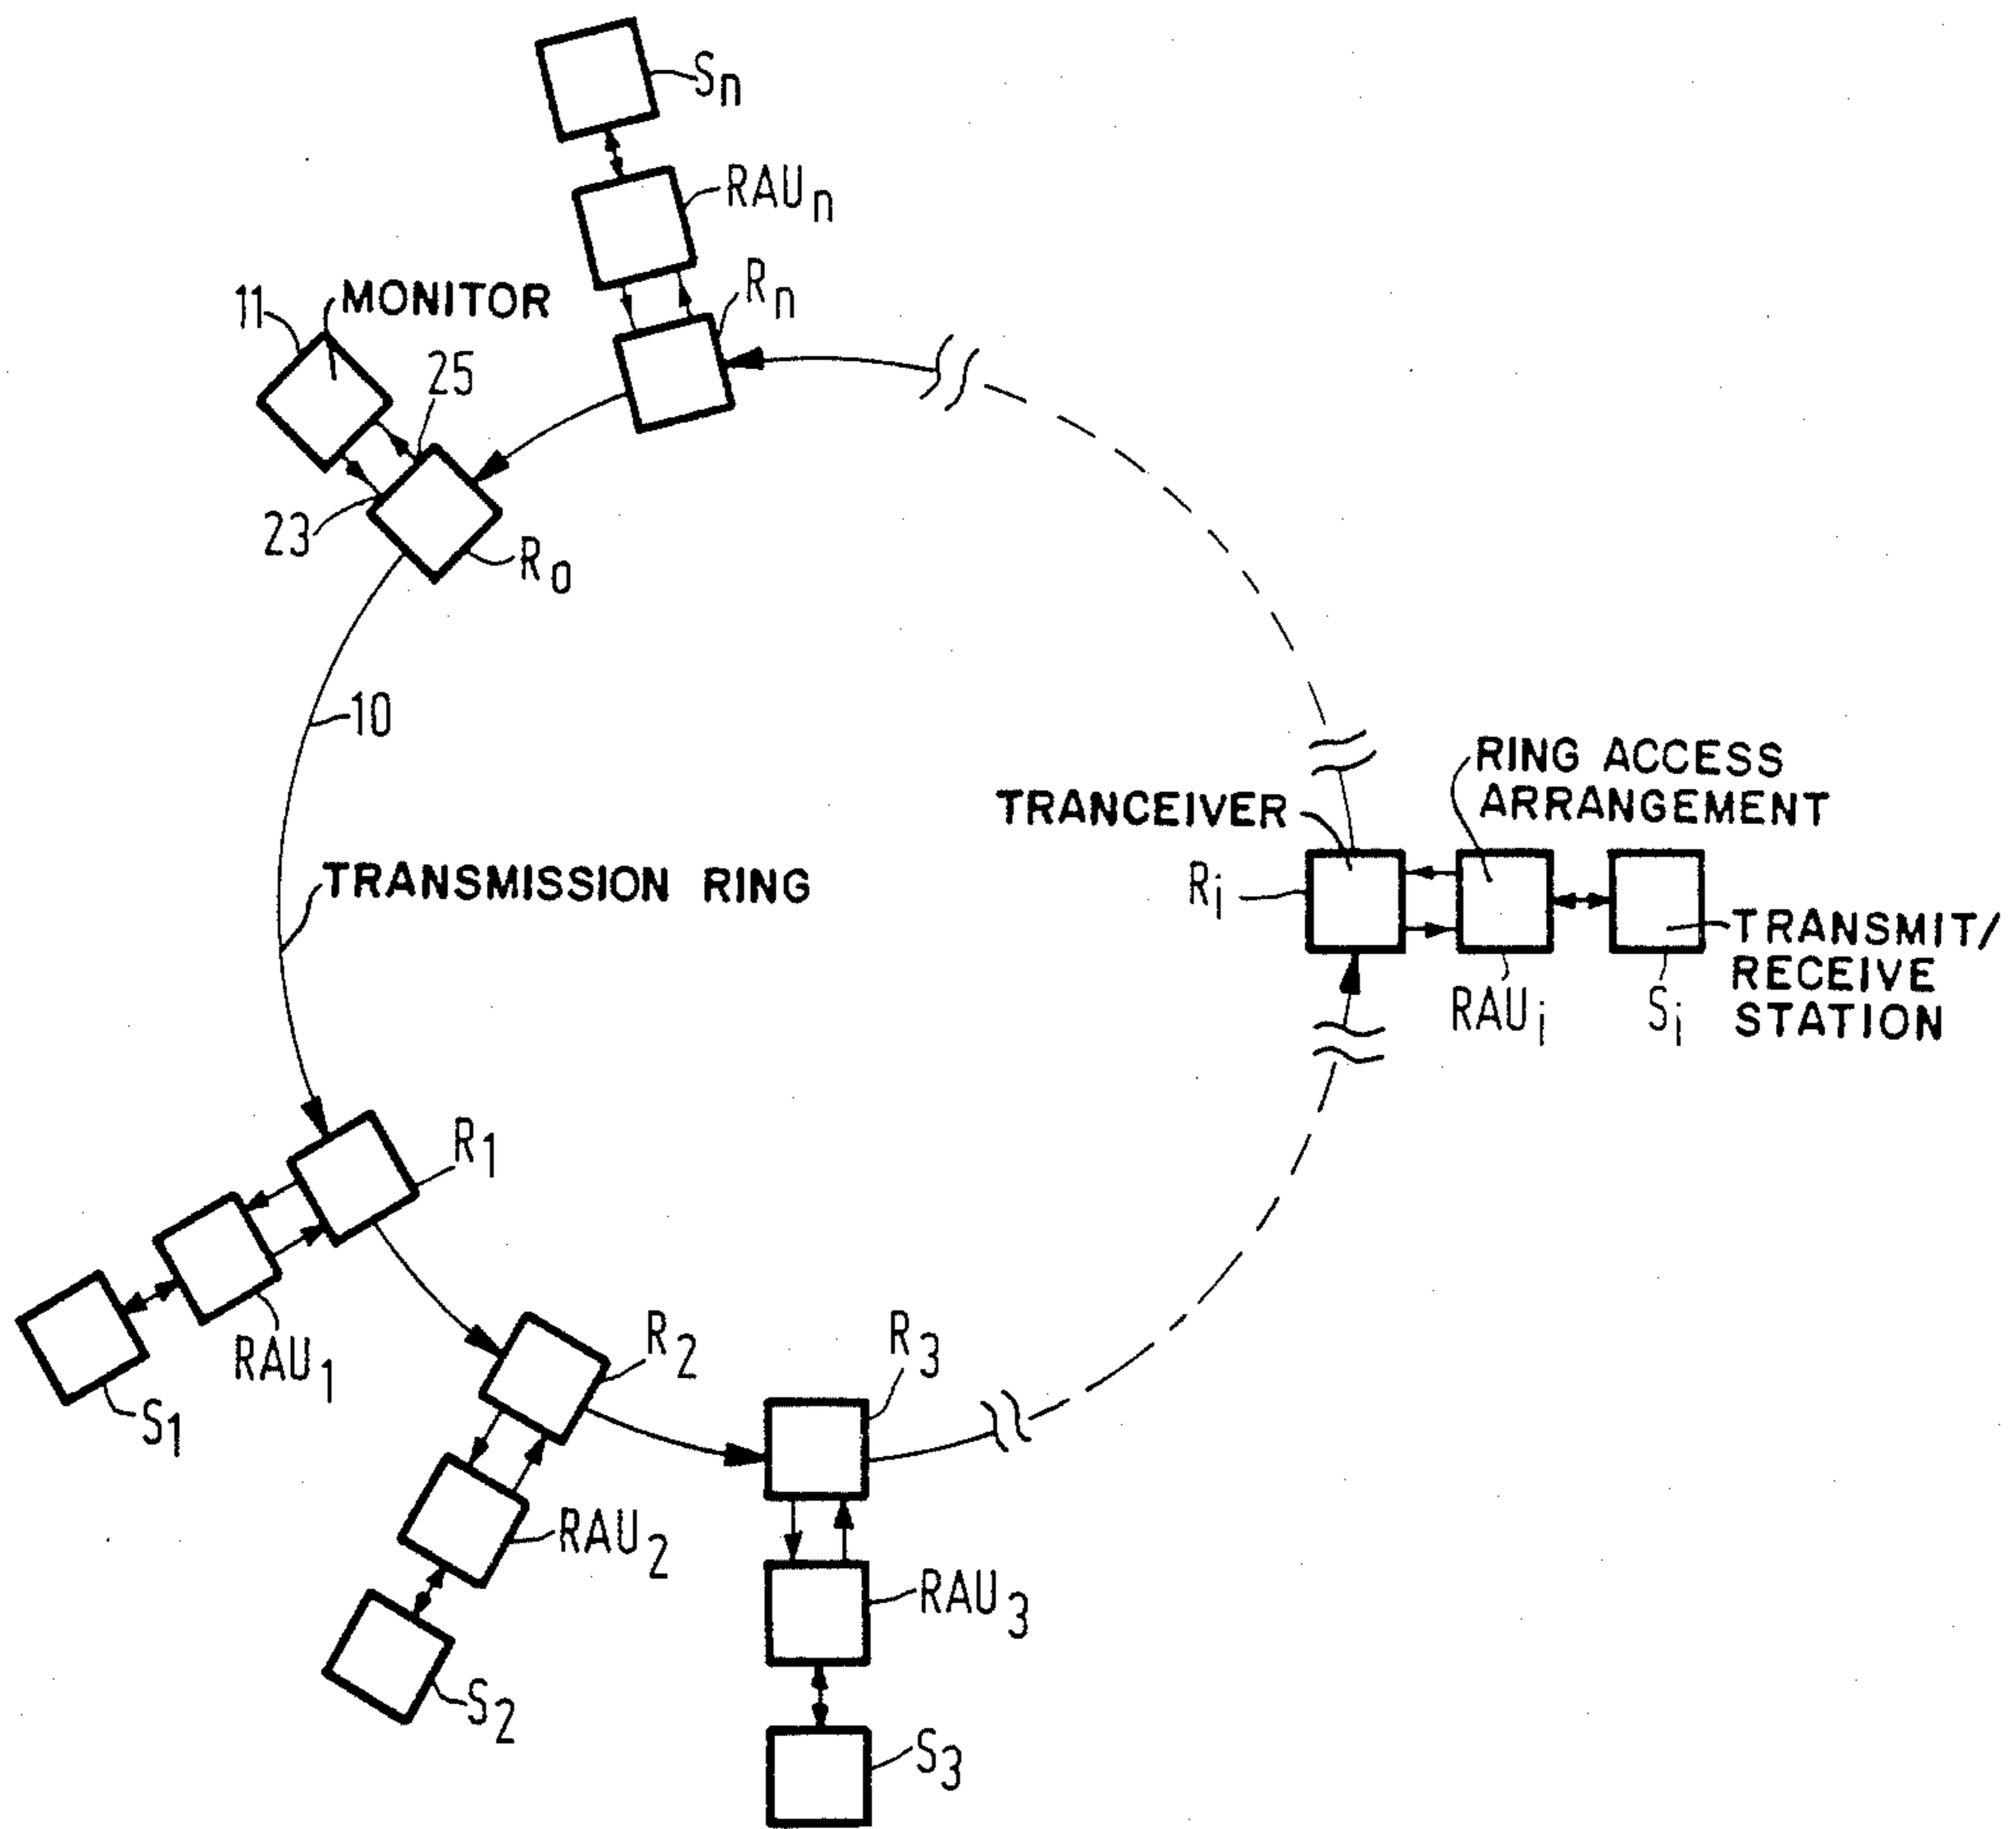 Sn
RAUn
Rn
11
MONITOR
25
23
Ro
10
TRANSMISSION RING
RING ACCESS
ARRANGEMENT
TRANCEIVER
Ri
RAUi
Si
TRANSMIT/
RECEIVE
STATION
R1
RAU1
S1
R2
RAU2
S2
R3
RAU3
S3